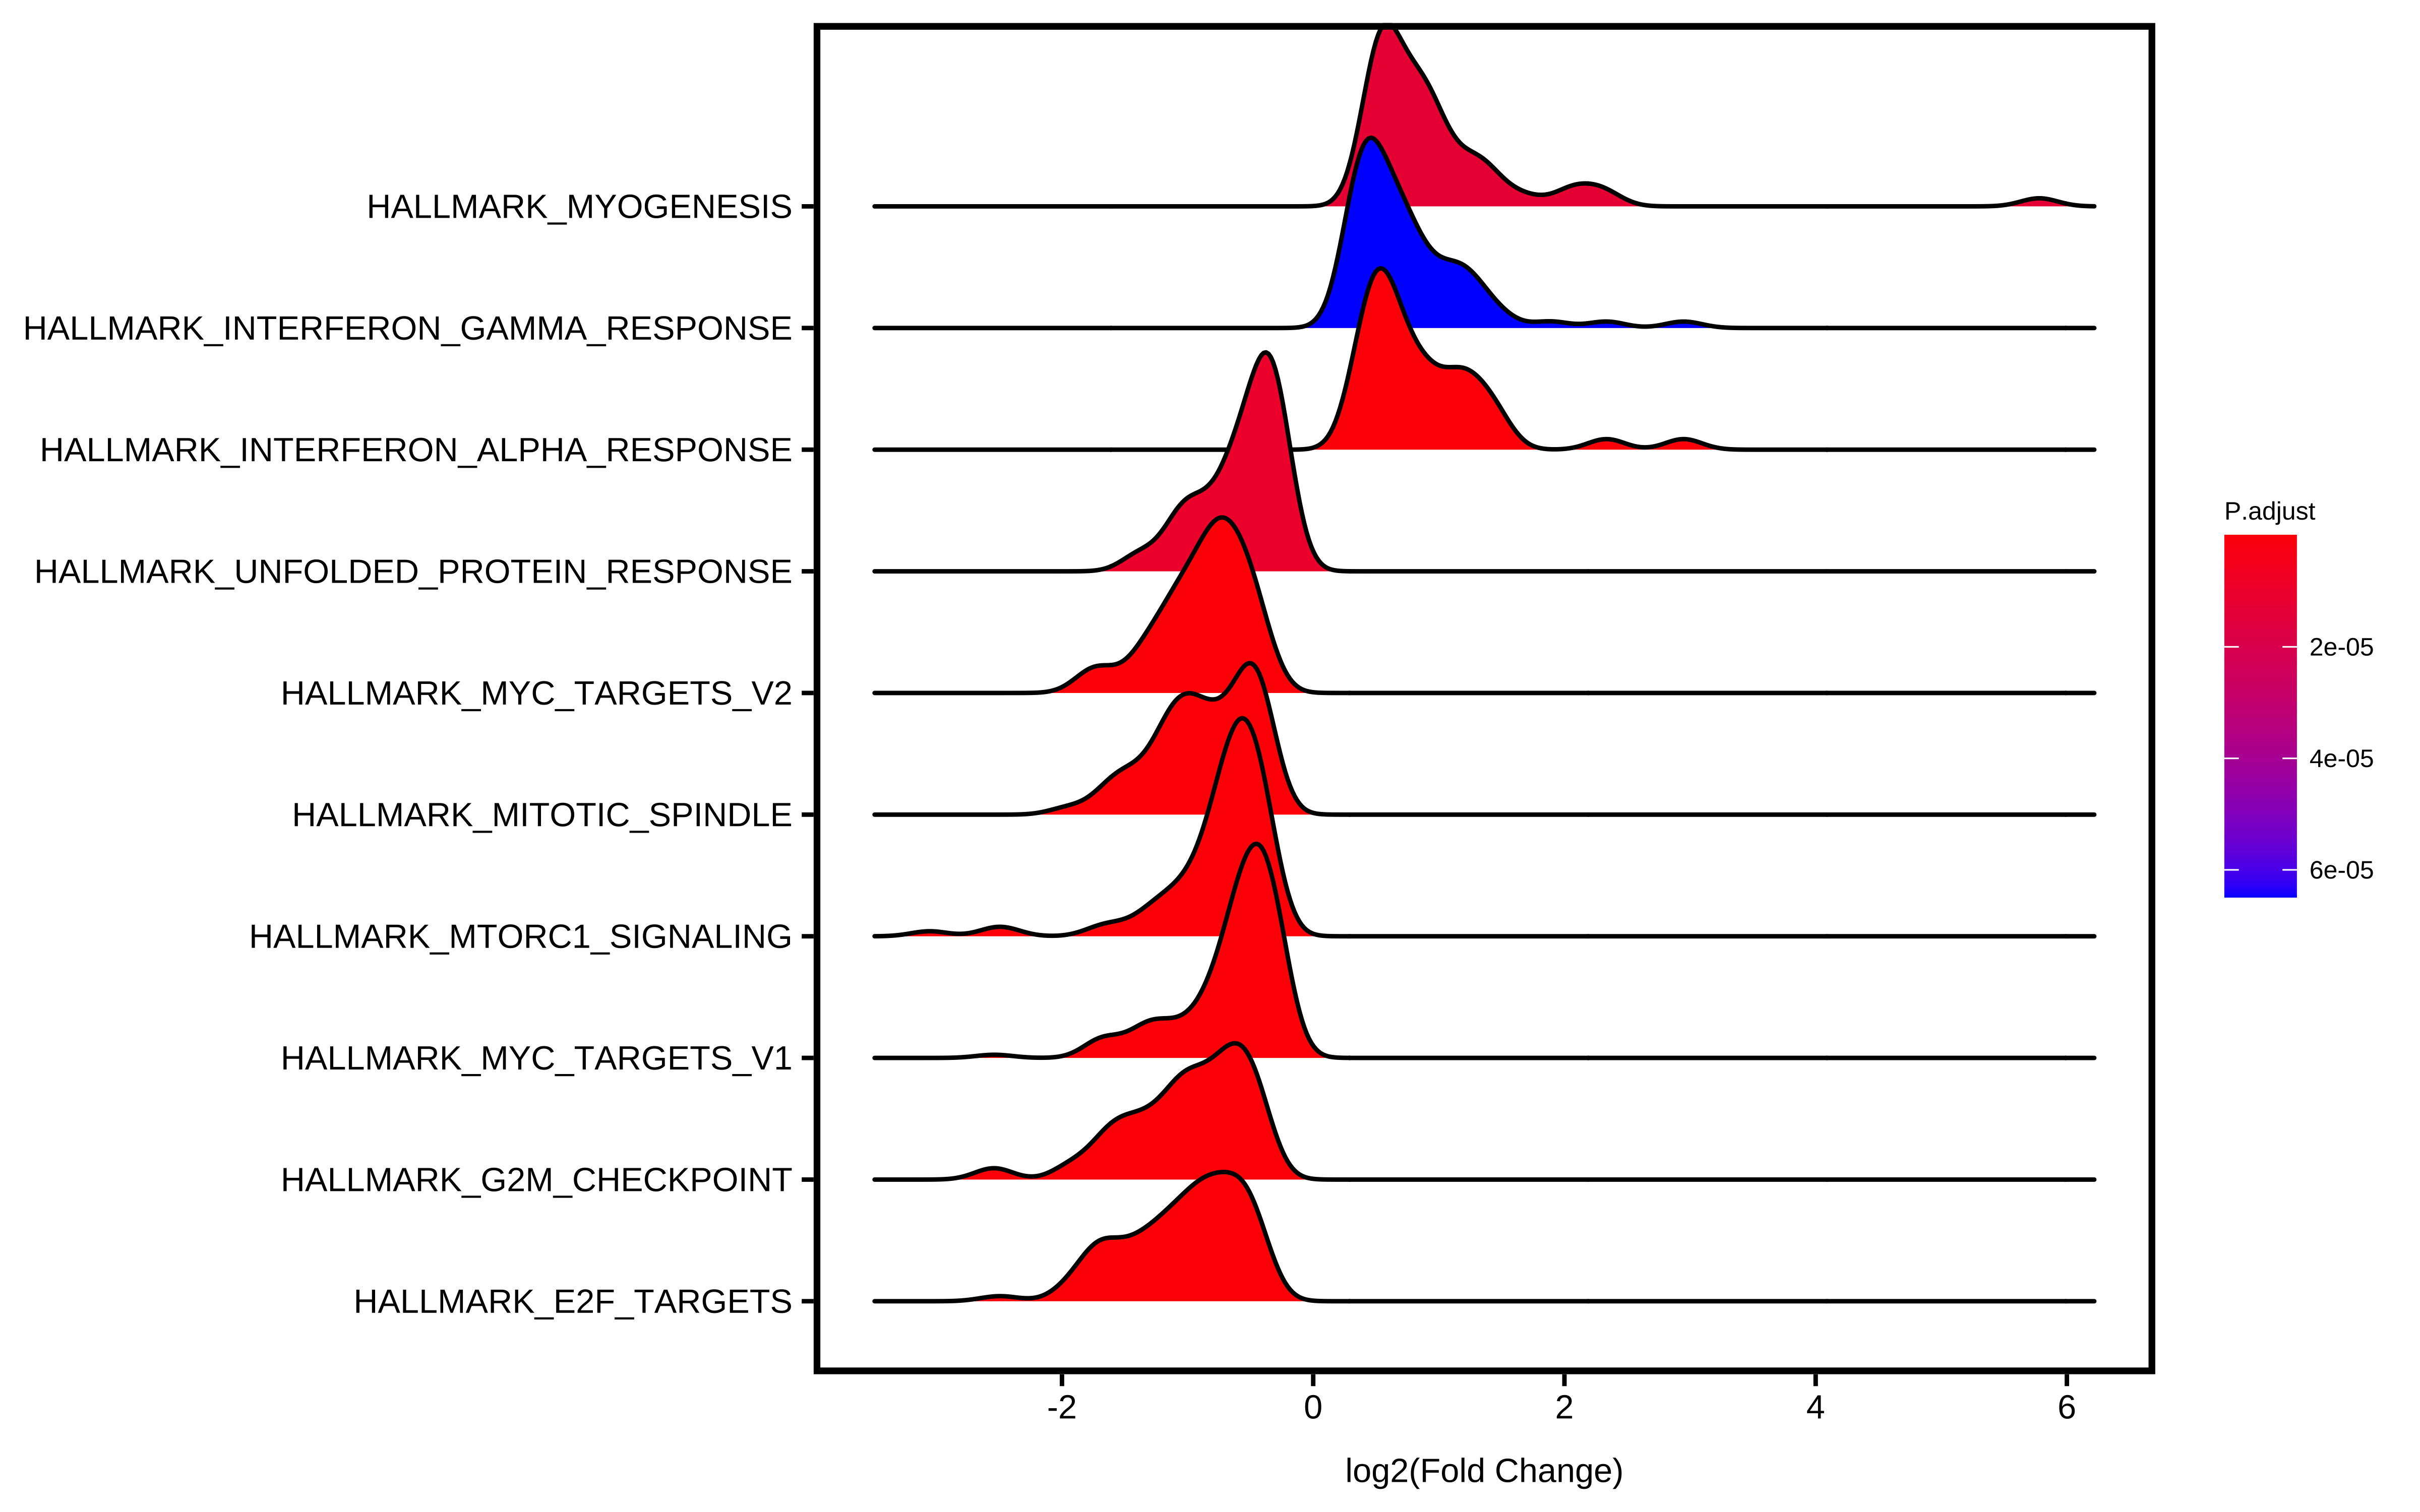 HALLMARK_MYOGENESIS
HALLMARK_INTERFERON_GAMMA_RESPONSE
HALLMARK_INTERFERON_ALPHA_RESPONSE
HALLMARK_UNFOLDED_PROTEIN_RESPONSE
HALLMARK_MYC_TARGETS_V2
HALLMARK_MITOTIC_SPINDLE
HALLMARK_MTORC1_SIGNALING
HALLMARK_MYC_TARGETS_V1
HALLMARK_G2M_CHECKPOINT
HALLMARK_E2F_TARGETS
-2 0 2 4 6
log2(Fold Change)
P.adjust
2e-05
4e-05
6e-05